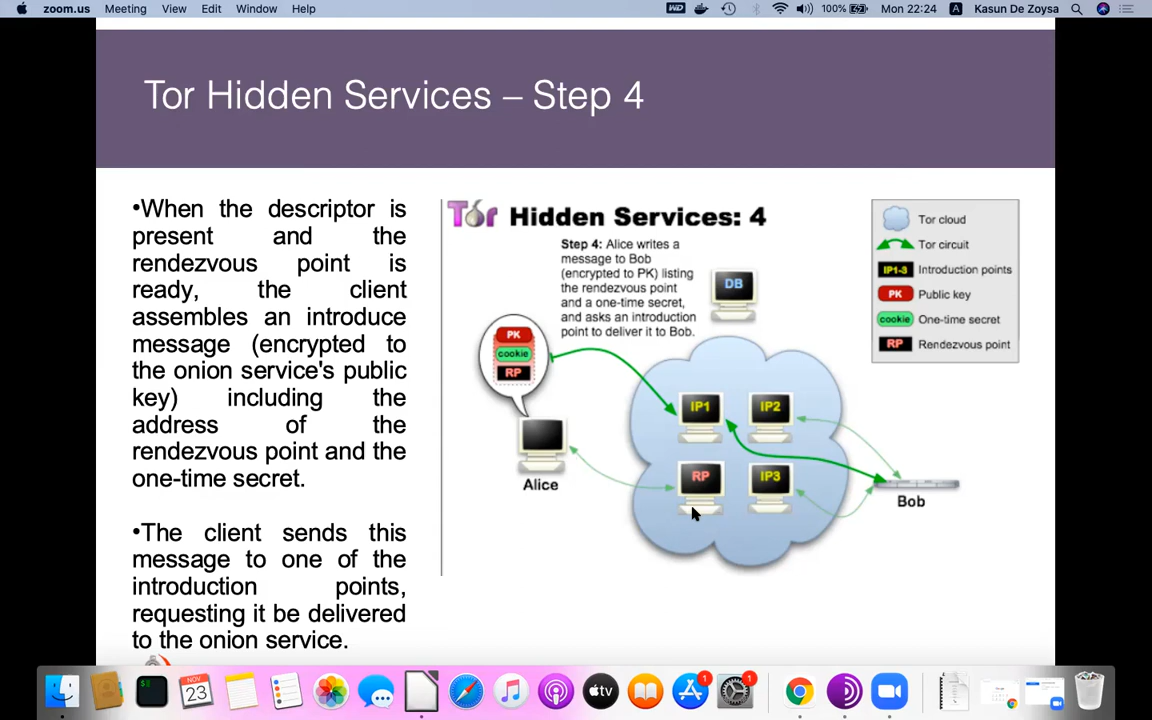 zoom.us Meeting View Edit Window Help
100% Mon 22:24 A Kasun De Zoysa
Tor Hidden Services – Step 4
•When the descriptor is
present and the
rendezvous point is
ready, the client
assembles an introduce
message (encrypted to
the onion service's public
key) including the
address of the
rendezvous point and the
one-time secret.
•The client sends this
message to one of the
introduction points,
requesting it be delivered
to the onion service.
Tor Hidden Services: 4
Step 4: Alice writes a
message to Bob
(encrypted to PK) listing
the rendezvous point
and a one-time secret,
and asks an introduction
point to deliver it to Bob.
DB
PK
cookie
RP
Alice
IP1
IP2
RP
IP3
Bob
Tor cloud
Tor circuit
IP1-3 Introduction points
PK Public key
cookie One-time secret
RP Rendezvous point
NOV
23
tv
1
1